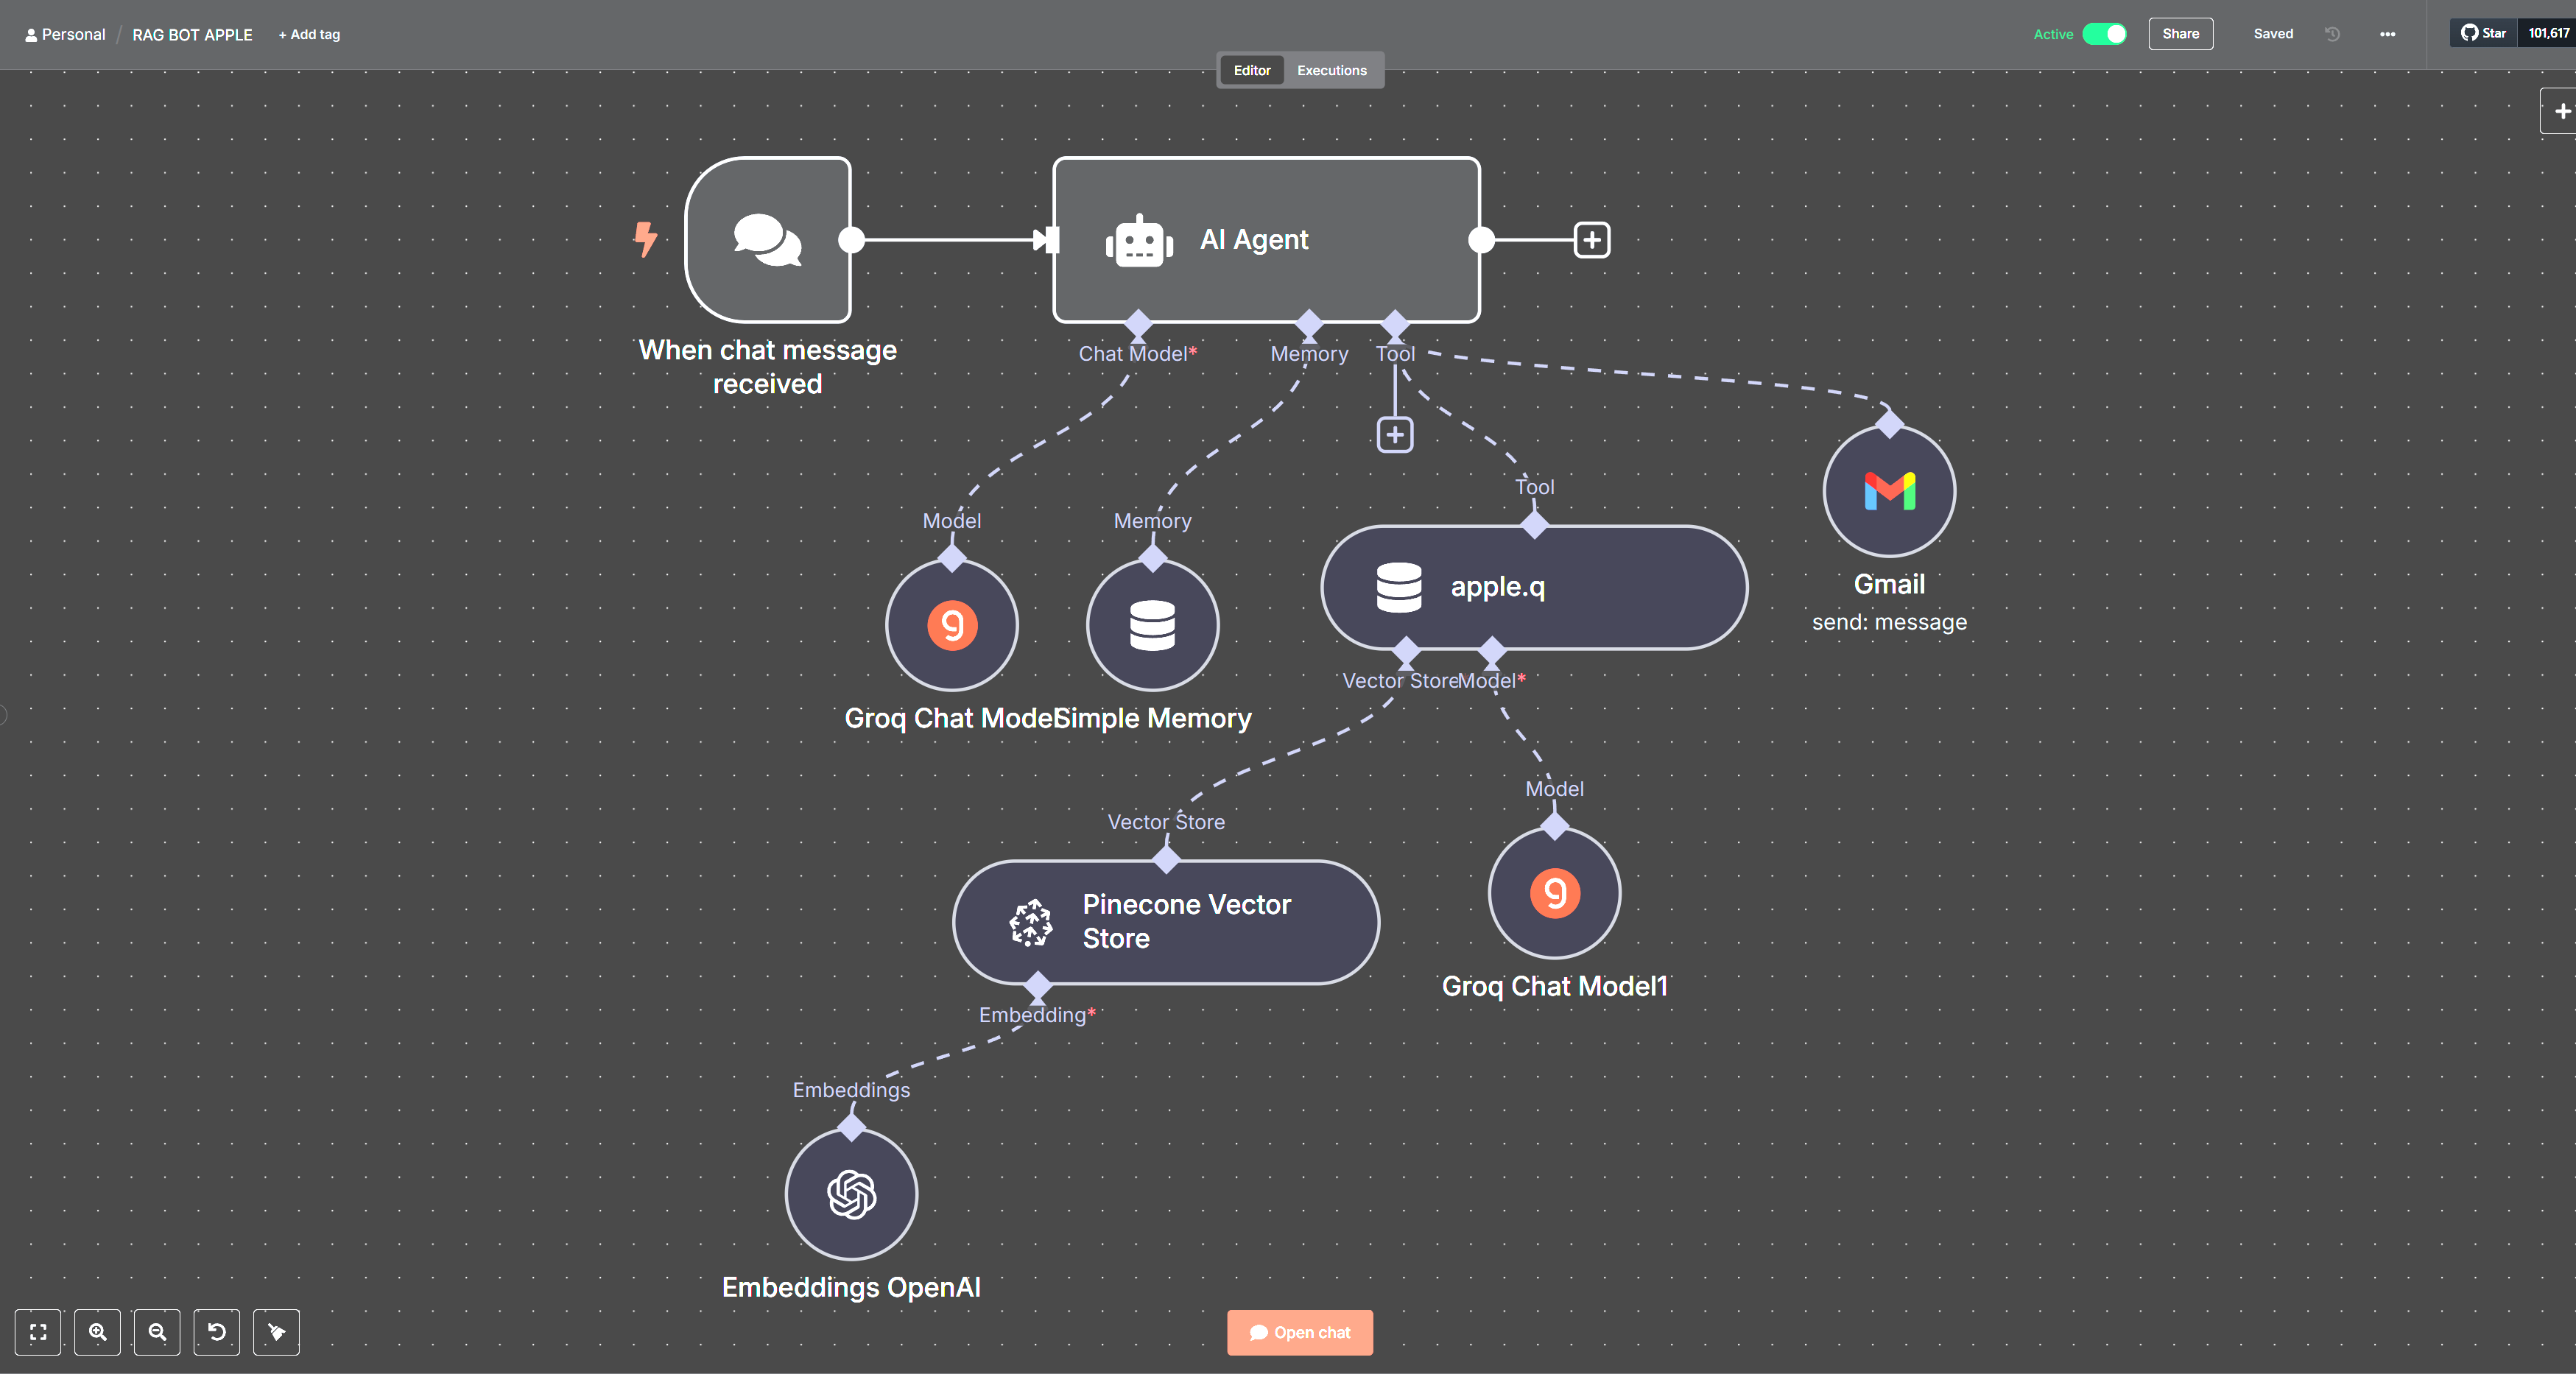 Personal / RAG BOT APPLE + Add tag
Active Share Saved Star 101,617
Editor Executions
AI Agent
When chat message
received
Chat Model* Memory Tool
Tool
Model Memory
apple.q
Gmail
send: message
Vector Store Model*
Groq Chat Model Simple Memory
Model
Vector Store
Pinecone Vector
Store
Groq Chat Model1
Embedding*
Embeddings
Embeddings OpenAI
Open chat